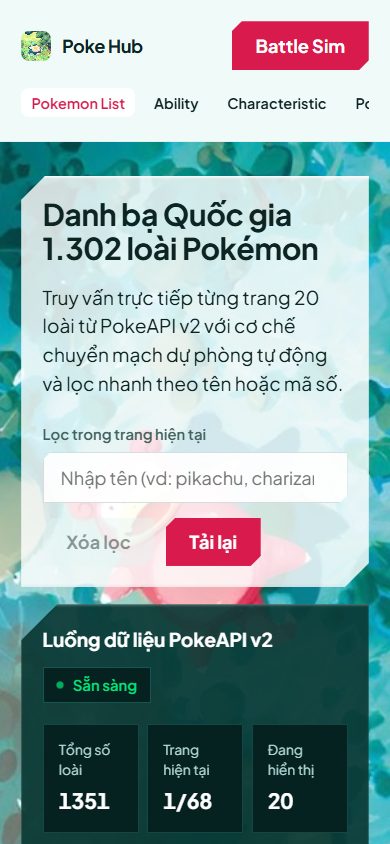 Poke Hub
Battle Sim
Pokemon List
Ability
Characteristic
Danh bạ Quốc gia
1.302 loài Pokémon
Truy vấn trực tiếp từng trang 20
loài từ PokeAPI v2 với cơ chế
chuyển mạch dự phòng tự động
và lọc nhanh theo tên hoặc mã số.
Lọc trong trang hiện tại
Nhập tên (vd: pikachu, chariza
Xóa lọc
Tải lại
Luồng dữ liệu PokeAPI v2
Sẵn sàng
Tổng số
loài
1351
Trang
hiện tại
1/68
Đang
hiển thị
20